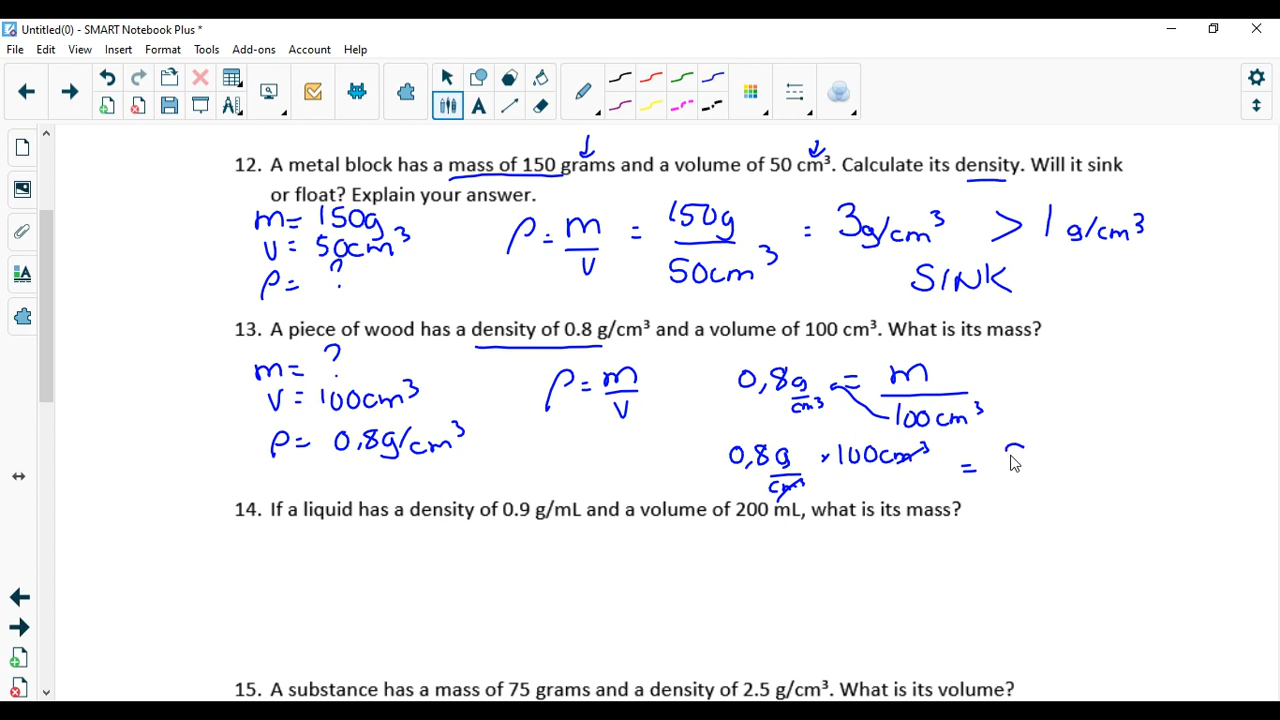 Untitled(0) - SMART Notebook Plus *
File Edit View Insert Format Tools Add-ons Account Help
12. A metal block has a mass of 150 grams and a volume of 50 cm³. Calculate its density. Will it sink
or float? Explain your answer.
m= 150g
v= 50cm³
ρ= ?
ρ = m/v = 150g/50cm³ = 3g/cm³ > 1 g/cm³
SINK
13. A piece of wood has a density of 0.8 g/cm³ and a volume of 100 cm³. What is its mass?
m= ?
v= 100cm³
ρ= 0.8g/cm³
ρ = m/v
0,8g/cm³ = m/100cm³
0,8g/cm³ × 100cm³ =
14. If a liquid has a density of 0.9 g/mL and a volume of 200 mL, what is its mass?
15. A substance has a mass of 75 grams and a density of 2.5 g/cm³. What is its volume?